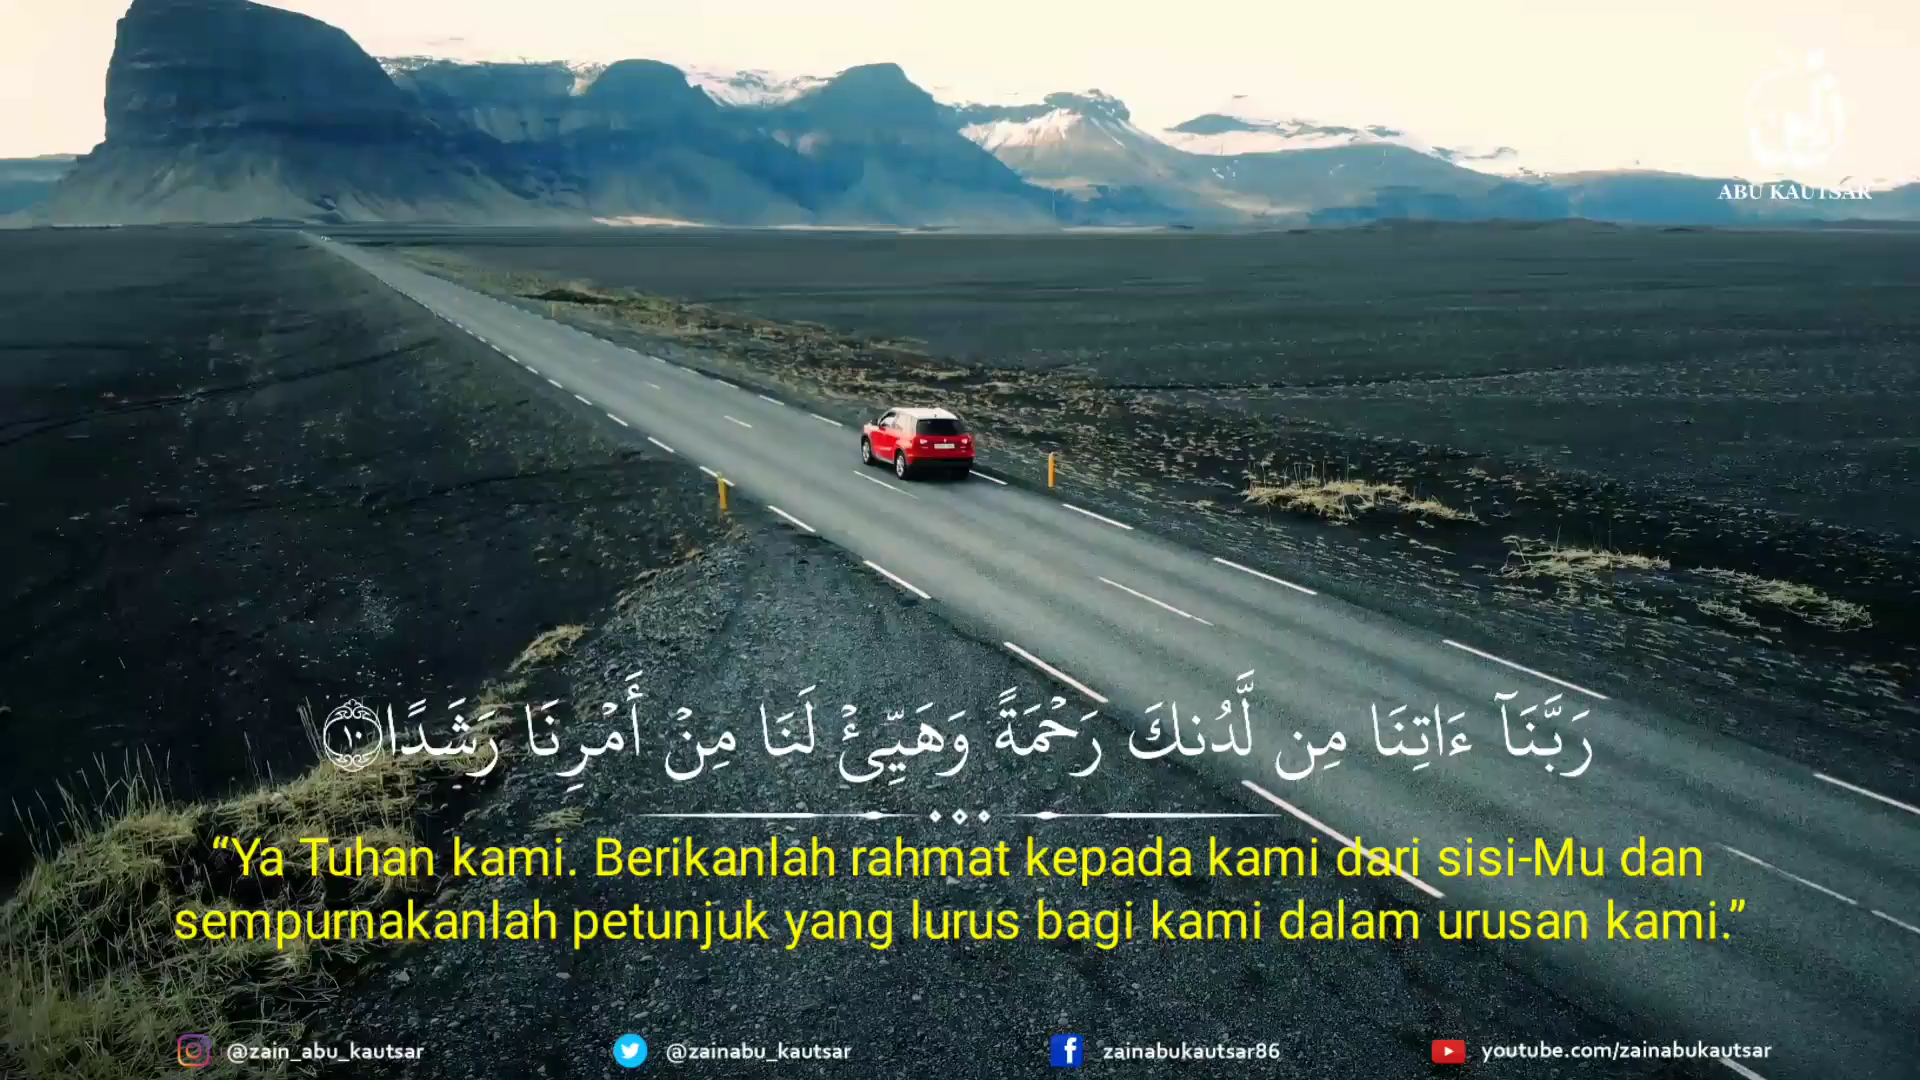 ABU KAUTSAR
رَبَّنَآ ءَاتِنَا مِن لَّدُنكَ رَحْمَةً وَهَيِّئْ لَنَا مِنْ أَمْرِنَا رَشَدًا ١٠
“Ya Tuhan kami. Berikanlah rahmat kepada kami dari sisi-Mu dan
sempurnakanlah petunjuk yang lurus bagi kami dalam urusan kami.”
@zain_abu_kautsar @zainabu_kautsar zainabukautsar86 youtube.com/zainabukautsar